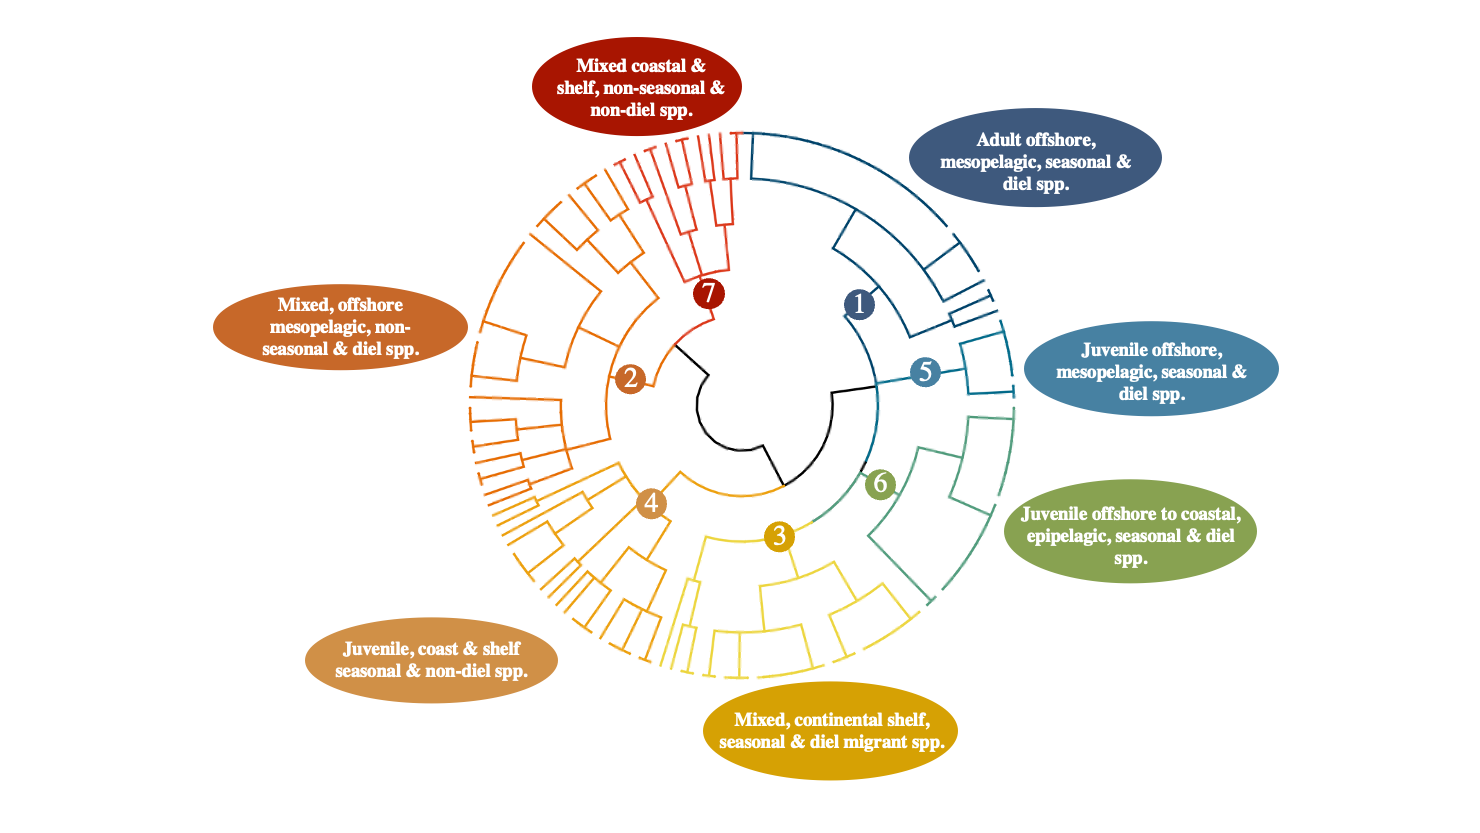 Mixed coastal &
shelf, non-seasonal &
non-diel spp.
Adult offshore,
mesopelagic, seasonal &
diel spp.
7
1
Mixed, offshore
mesopelagic, non-
seasonal & diel spp.
2
5
Juvenile offshore,
mesopelagic, seasonal &
diel spp.
4
6
3
Juvenile offshore to coastal,
epipelagic, seasonal & diel
spp.
Juvenile, coast & shelf
seasonal & non-diel spp.
Mixed, continental shelf,
seasonal & diel migrant spp.